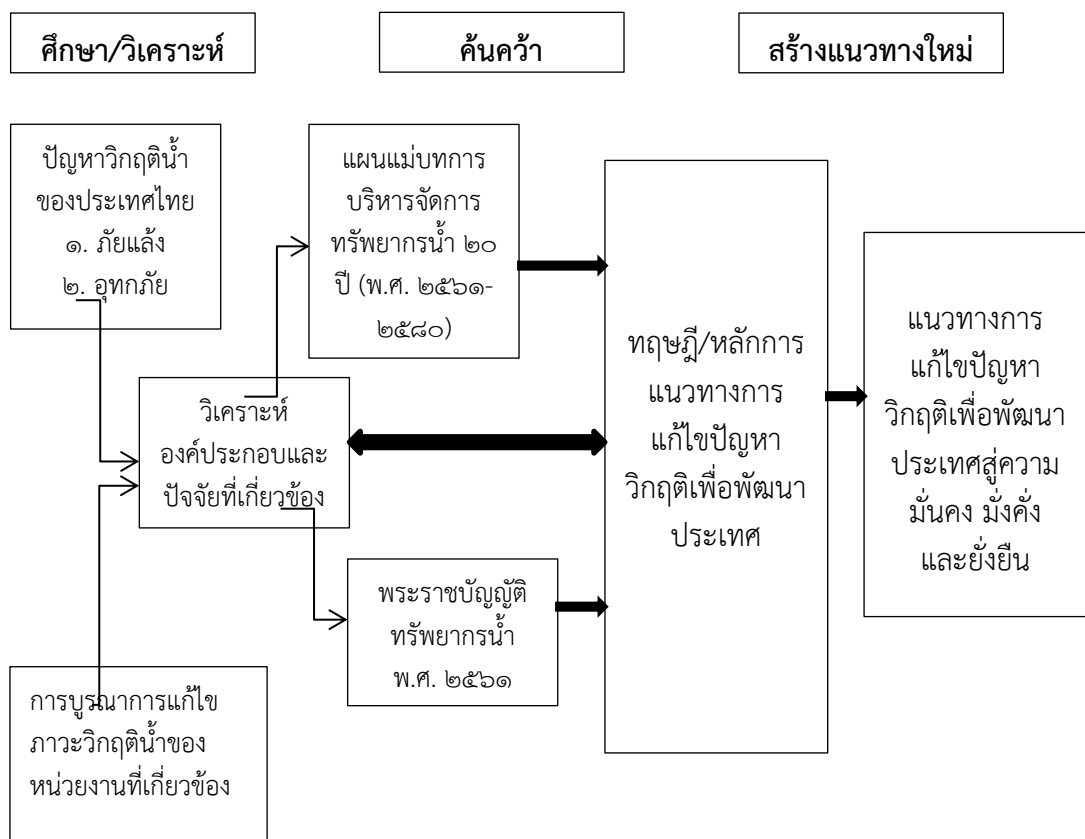 ศึกษา/วิเคราะห์
ค้นคว้า
สร้างแนวทางใหม่
ปัญหาวิกฤติน้ำ
ของประเทศไทย
๑. ภัยแล้ง
๒. อุทกภัย
แผนแม่บทการ
บริหารจัดการ
ทรัพยากรน้ำ ๒๐
ปี (พ.ศ. ๒๕๖๑-
๒๕๘๐)
วิเคราะห์
องค์ประกอบและ
ปัจจัยที่เกี่ยวข้อง
พระราชบัญญัติ
ทรัพยากรน้ำ
พ.ศ. ๒๕๖๑
การบูรณาการแก้ไข
ภาวะวิกฤติน้ำของ
หน่วยงานที่เกี่ยวข้อง
ทฤษฎี/หลักการ
แนวทางการ
แก้ไขปัญหา
วิกฤติเพื่อพัฒนา
ประเทศ
แนวทางการ
แก้ไขปัญหา
วิกฤติเพื่อพัฒนา
ประเทศสู่ความ
มั่นคง มั่งคั่ง
และยั่งยืน